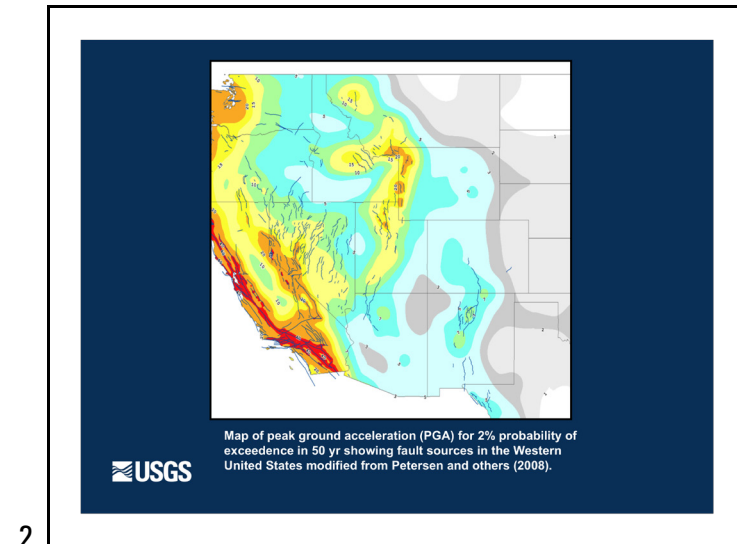 Map of peak ground acceleration (PGA) for 2% probability of
exceedence in 50 yr showing fault sources in the Western
United States modified from Petersen and others (2008).
USGS
2